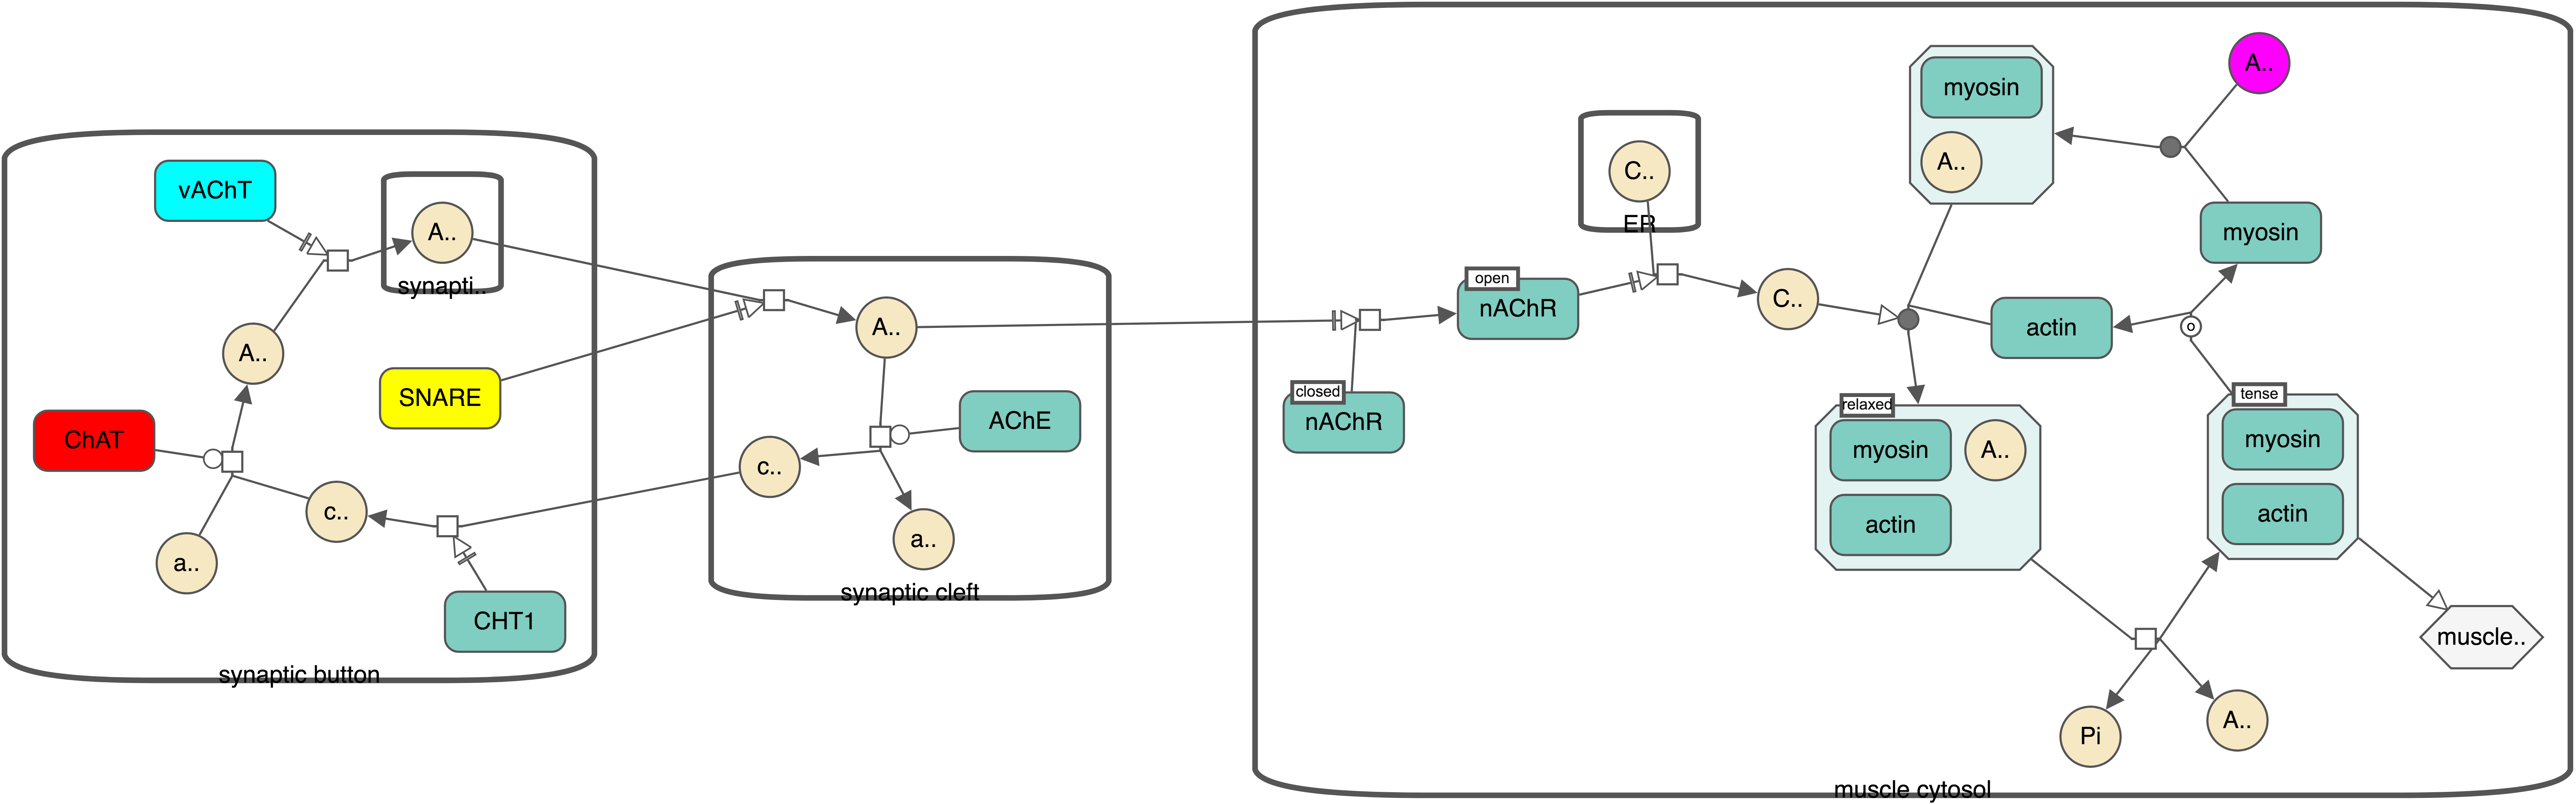 vAChT
A..
synapti..
A..
SNARE
ChAT
c..
a..
CHT1
synaptic button
A..
AChE
c..
a..
synaptic cleft
closed
nAChR
open
nAChR
C..
ER
C..
myosin
A..
A..
myosin
actin
relaxed
myosin
A..
actin
tense
myosin
actin
o
muscle..
Pi
A..
muscle cytosol